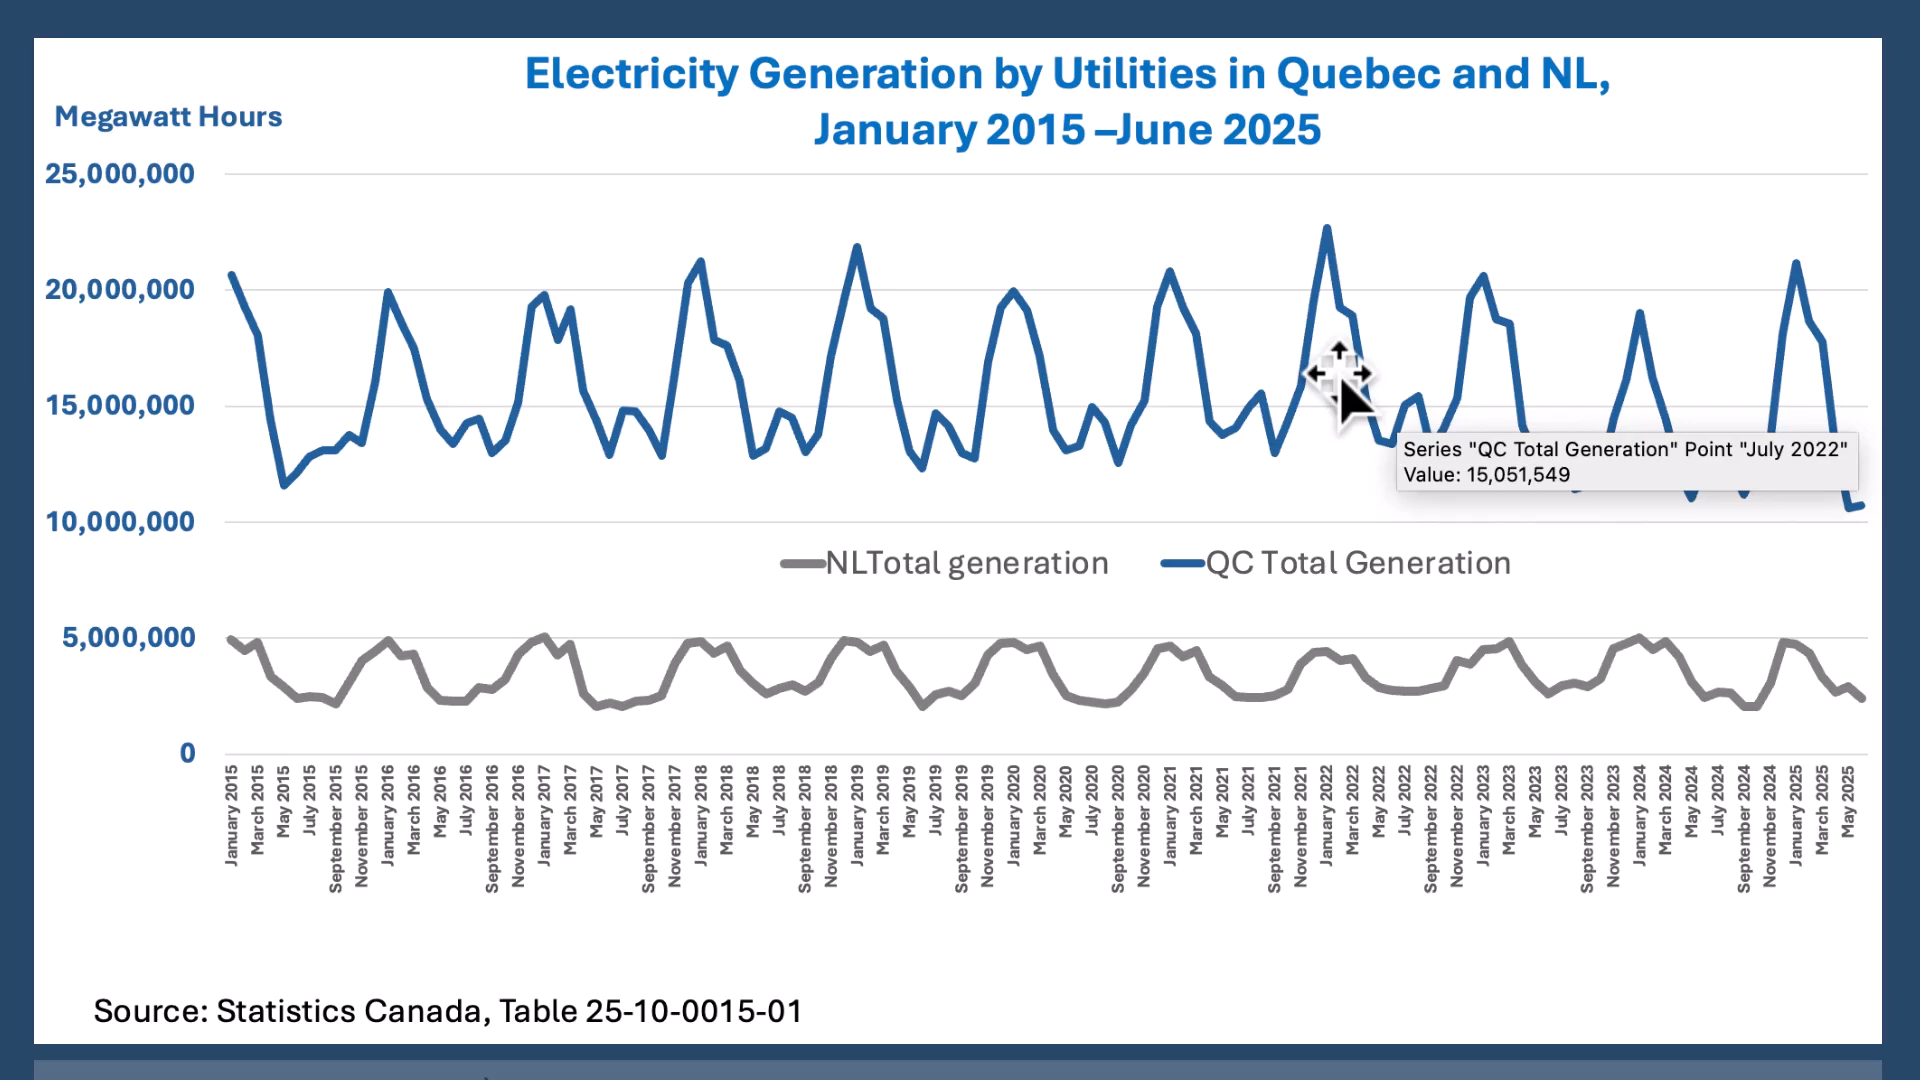 Electricity Generation by Utilities in Quebec and NL,
January 2015 –June 2025
Megawatt Hours
25,000,000
20,000,000
15,000,000
10,000,000
5,000,000
0
Series "QC Total Generation" Point "July 2022"
Value: 15,051,549
NLTotal generation
QC Total Generation
January 2015
March 2015
May 2015
July 2015
September 2015
November 2015
January 2016
March 2016
May 2016
July 2016
September 2016
November 2016
January 2017
March 2017
May 2017
July 2017
September 2017
November 2017
January 2018
March 2018
May 2018
July 2018
September 2018
November 2018
January 2019
March 2019
May 2019
July 2019
September 2019
November 2019
January 2020
March 2020
May 2020
July 2020
September 2020
November 2020
January 2021
March 2021
May 2021
July 2021
September 2021
November 2021
January 2022
March 2022
May 2022
July 2022
September 2022
November 2022
January 2023
March 2023
May 2023
July 2023
September 2023
November 2023
January 2024
March 2024
May 2024
July 2024
September 2024
November 2024
January 2025
March 2025
May 2025
Source: Statistics Canada, Table 25-10-0015-01